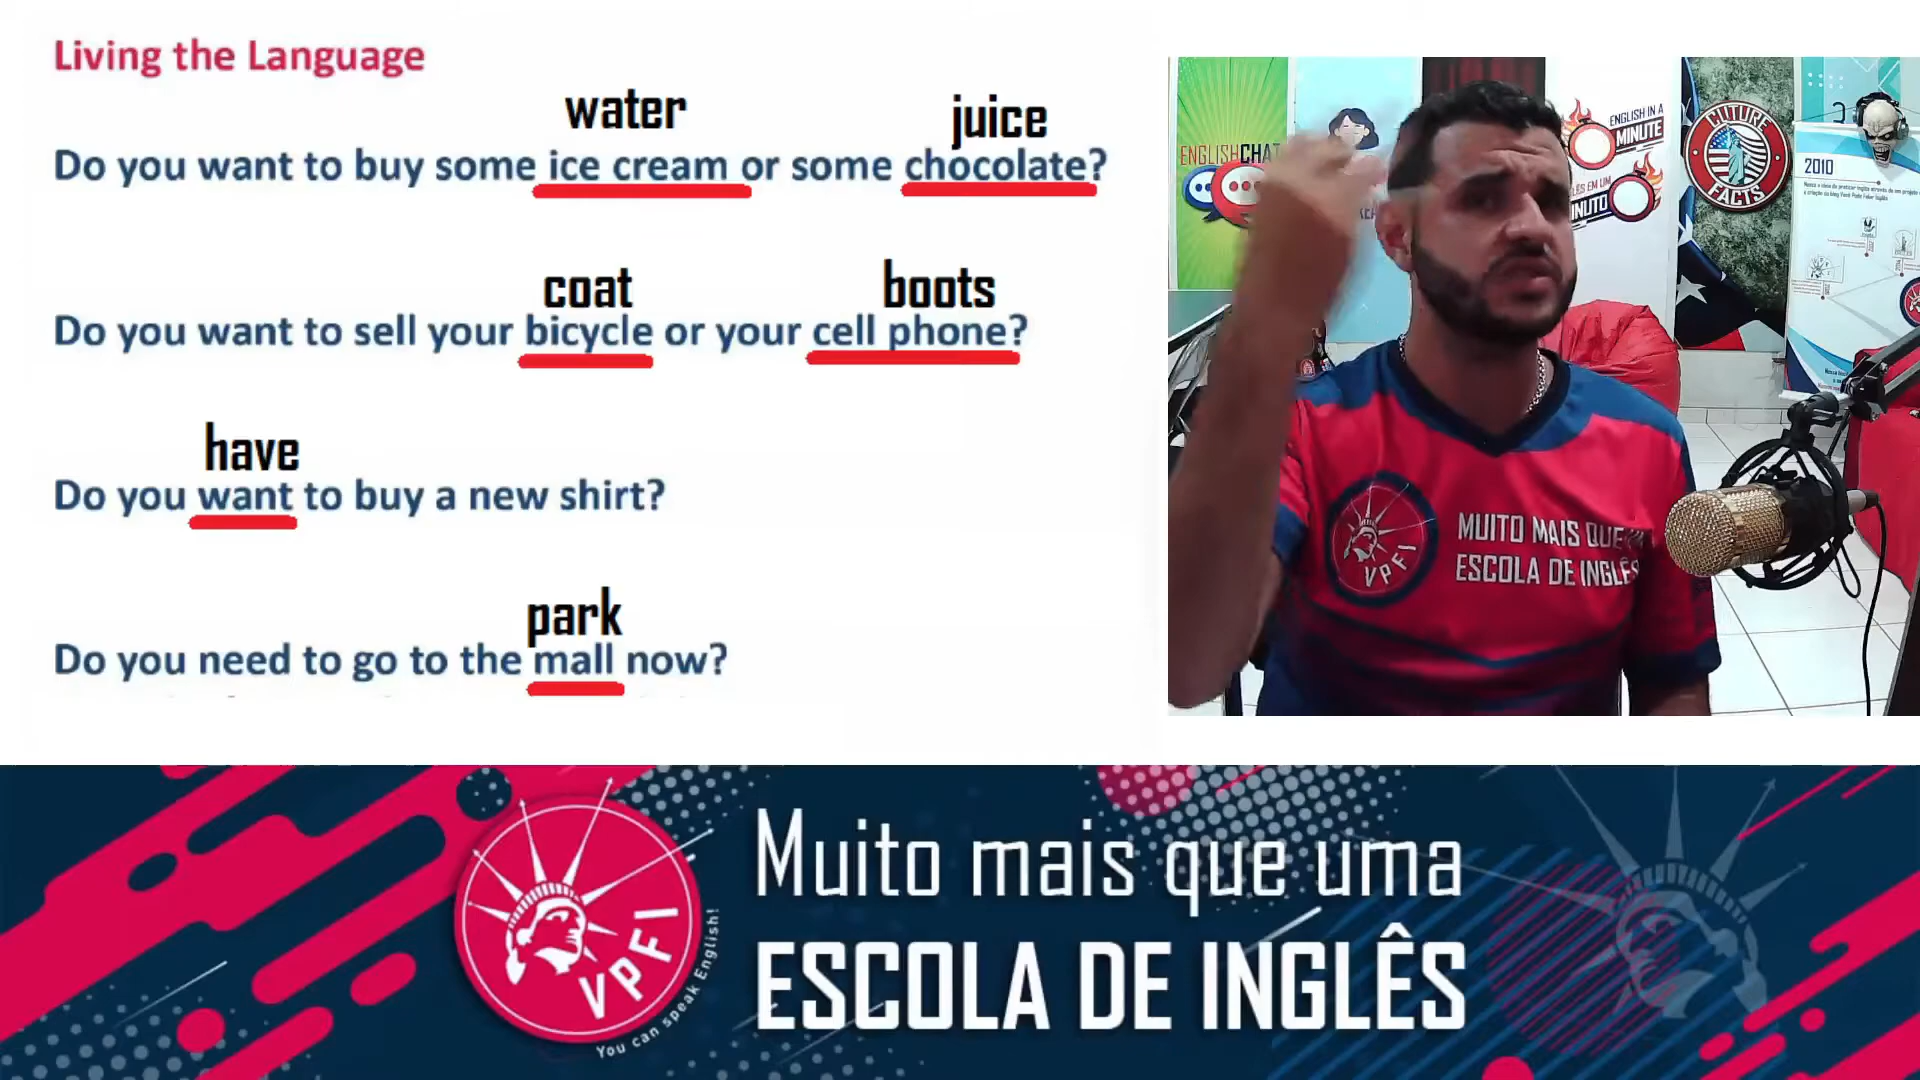 Living the Language
water juice
Do you want to buy some ice cream or some chocolate?
coat boots
Do you want to sell your bicycle or your cell phone?
have
Do you want to buy a new shirt?
park
Do you need to go to the mall now?
ENGLISHCHAT
ENGLISH IN A
MINUTE
CULTURE
FACTS
2010
MUITO MAIS QUE
ESCOLA DE INGLÊS
VPFI
Muito mais que uma
ESCOLA DE INGLÊS
VPFI
You can speak English!